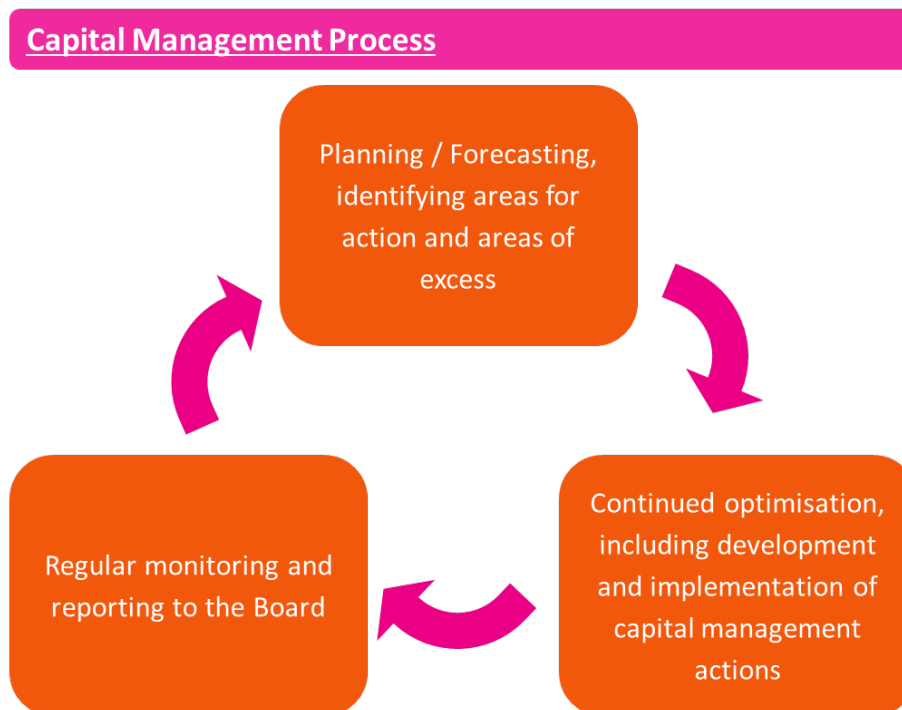 Capital Management Process
Planning / Forecasting,
identifying areas for
action and areas of
excess
Continued optimisation,
including development
and implementation of
capital management
actions
Regular monitoring and
reporting to the Board